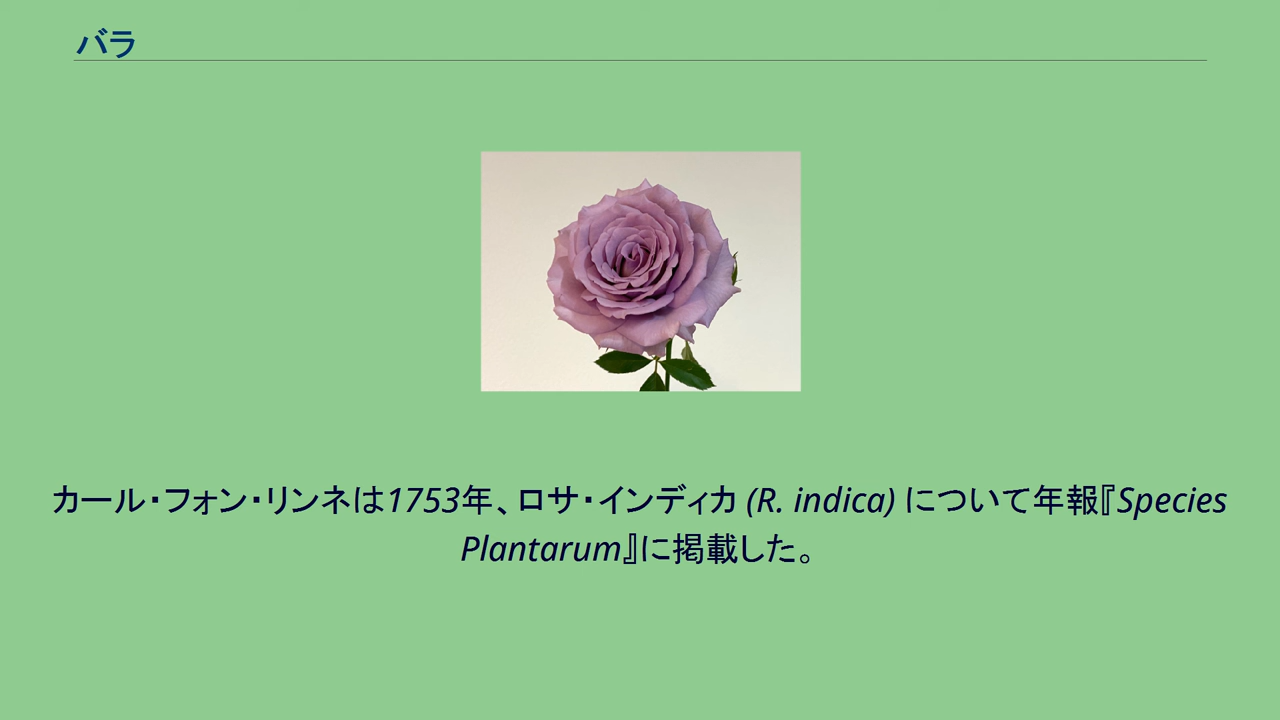 バラ
カール・フォン・リンネは1753年、ロサ・インディカ (R. indica) について年報『Species
Plantarum』に掲載した。